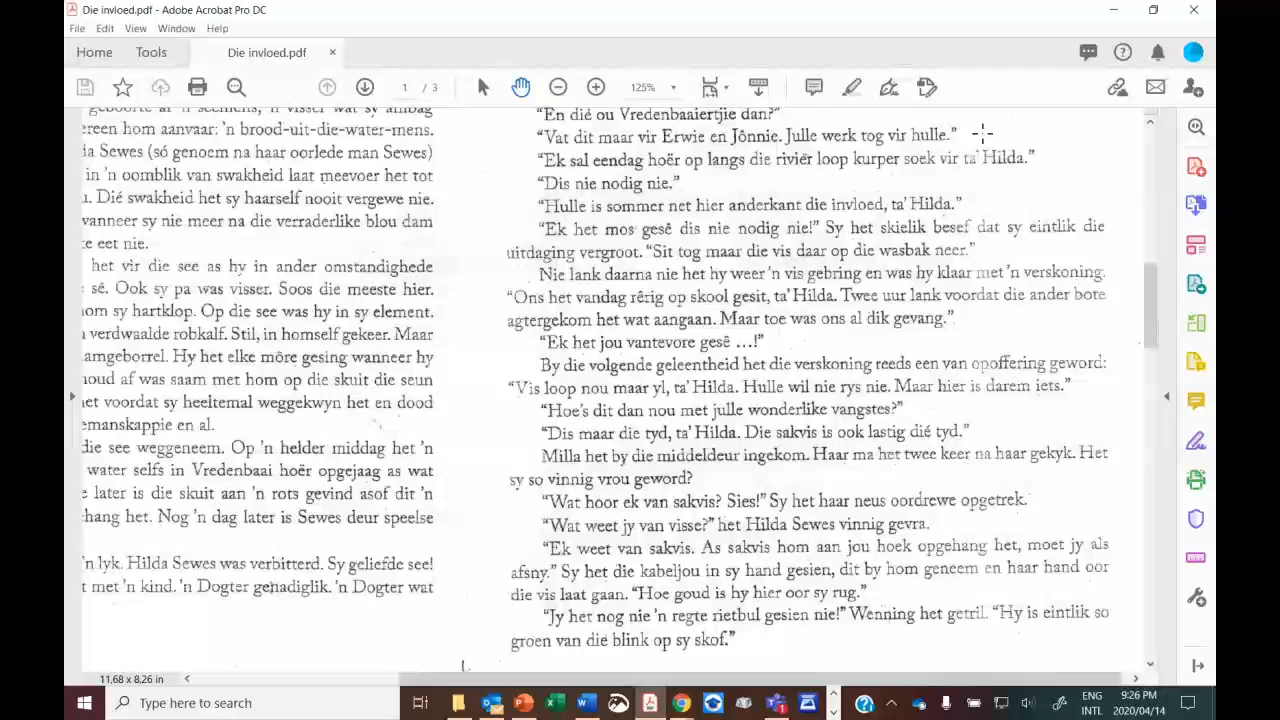 Die invloed.pdf - Adobe Acrobat Pro DC
File Edit View Window Help
Home Tools Die invloed.pdf ×
1 / 3 125%
ereen hom aanvaar: 'n brood-uit-die-water-mens.
la Sewes (só genoem na haar oorlede man Sewes)
in 'n oomblik van swakheid laat meevoer het tot
Dié swakheid het sy haarself nooit vergewe nie.
wanneer sy nie meer na die verraderlike blou dam
te eet nie.
het vir die see as hy in ander omstandighede
sê. Ook sy pa was visser. Soos die meeste hier.
om sy hartklop. Op die see was hy in sy element.
verdwaalde robkalf. Stil, in homself gekeer. Maar
amgeborrel. Hy het elke môre gesing wanneer hy
houd af was saam met hom op die skuit die seun
et voordat sy heeltemal weggekwyn het en dood
emanskappie en al.
die see weggeneem. Op 'n helder middag het 'n
water selfs in Vredenbaai hoër opgejaag as wat
e later is die skuit aan 'n rots gevind asof dit 'n
hang het. Nog 'n dag later is Sewes deur speelse
'n lyk. Hilda Sewes was verbitterd. Sy geliefde see!
t met 'n kind. 'n Dogter genadiglik. 'n Dogter wat
"En dié ou Vredenbaaiertjie dan?"
"Vat dit maar vir Erwie en Jônnie. Julle werk tog vir hulle."
"Ek sal eendag hoër op langs die riviér loop kurper soek vir ta' Hilda."
"Dis nie nodig nie."
"Hulle is sommer net hier anderkant die invloed, ta' Hilda."
"Ek het mos gesê dis nie nodig nie!" Sy het skielik besef dat sy eintlik die
uitdaging vergroot. "Sit tog maar die vis daar op die wasbak neer."
Nie lank daarna nie het hy weer 'n vis gebring en was hy klaar met 'n verskoning.
"Ons het vandag rêrig op skool gesit, ta' Hilda. Twee uur lank voordat die ander bote
agtergekom het wat aangaan. Maar toe was ons al dik gevang."
"Ek het jou vantevore gesê ...!"
By die volgende geleentheid het die verskoning reeds een van opoffering geword:
"Vis loop nou maar yl, ta' Hilda. Hulle wil nie rys nie. Maar hier is darem iets."
"Hoe's dit dan nou met julle wonderlike vangstes?"
"Dis maar die tyd, ta' Hilda. Die sakvis is ook lastig dié tyd."
Milla het by die middeldeur ingekom. Haar ma het twee keer na haar gekyk. Het
sy so vinnig vrou geword?
"Wat hoor ek van sakvis? Sies!" Sy het haar neus oordrewe opgetrek.
"Wat weet jy van visse?" het Hilda Sewes vinnig gevra.
"Ek weet van sakvis. As sakvis hom aan jou hoek opgehang het, moet jy als
afsny." Sy het die kabeljou in sy hand gesien, dit by hom geneem en haar hand oor
die vis laat gaan. "Hoe goud is hy hier oor sy rug."
"Jy het nog nie 'n regte rietbul gesien nie!" Wenning het getril. "Hy is eintlik so
groen van die blink op sy skof."
11,68 x 8,26 in
Type here to search
ENG
INTL
9:26 PM
2020/04/14